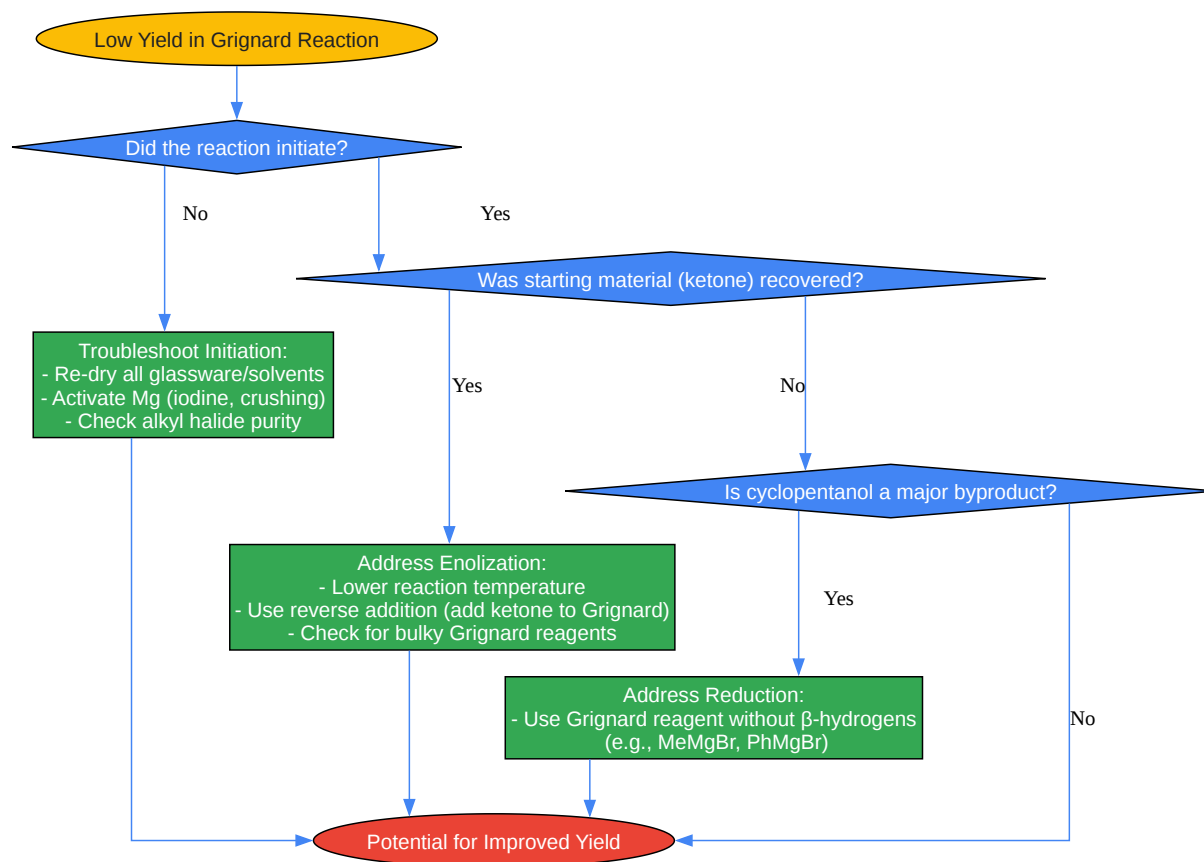 Low Yield in Grignard Reaction
Did the reaction initiate?
No
Yes
Was starting material (ketone) recovered?
Troubleshoot Initiation:
- Re-dry all glassware/solvents
- Activate Mg (iodine, crushing)
- Check alkyl halide purity
Yes
No
Is cyclopentanol a major byproduct?
Address Enolization:
- Lower reaction temperature
- Use reverse addition (add ketone to Grignard)
- Check for bulky Grignard reagents
Yes
Address Reduction:
- Use Grignard reagent without β-hydrogens
(e.g., MeMgBr, PhMgBr)
No
Potential for Improved Yield